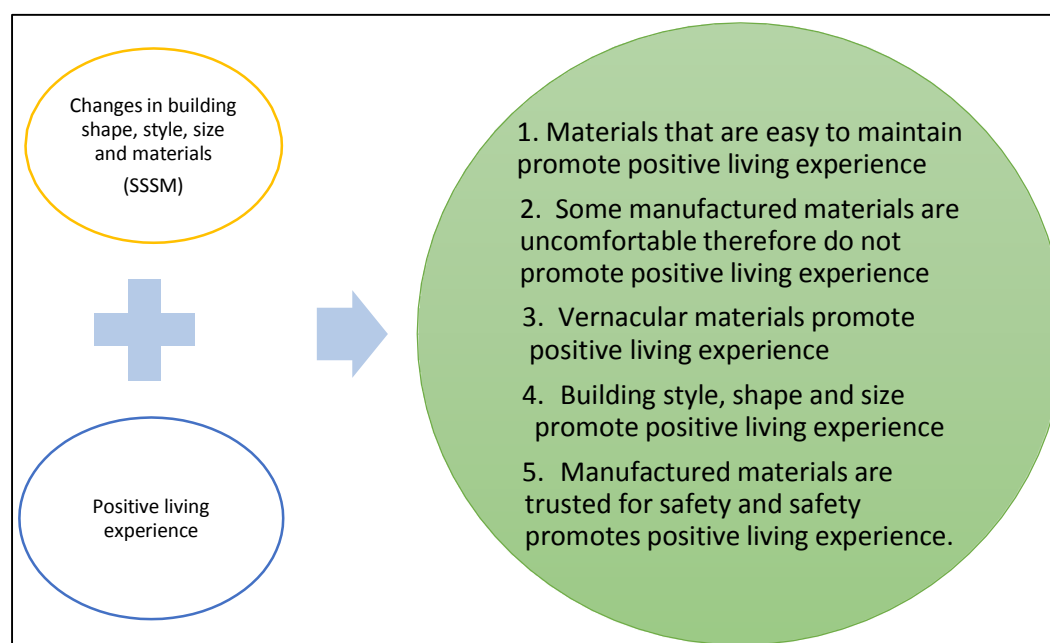 Changes in building
shape, style, size
and materials
(SSSM)
Positive living
experience
1. Materials that are easy to maintain
promote positive living experience
2. Some manufactured materials are
uncomfortable therefore do not
promote positive living experience
3. Vernacular materials promote
positive living experience
4. Building style, shape and size
promote positive living experience
5. Manufactured materials are
trusted for safety and safety
promotes positive living experience.